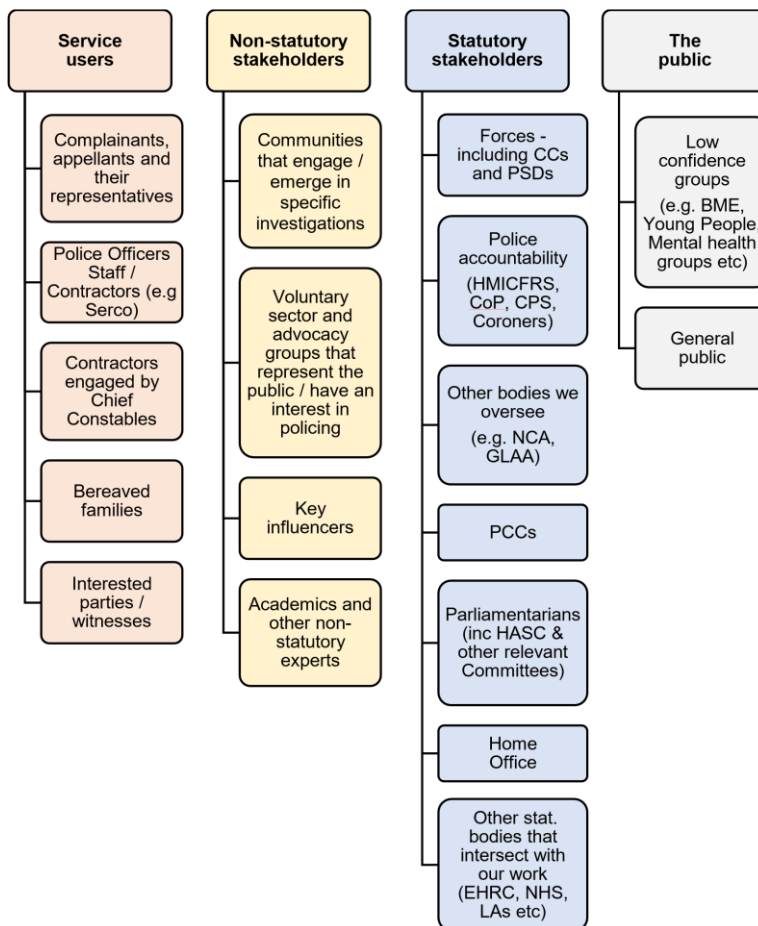 Service
users
Complainants,
appellants and
their
representatives
Police Officers
Staff /
Contractors (e.g
Serco)
Contractors
engaged by
Chief
Constables
Bereaved
families
Interested
parties /
witnesses
Non-statutory
stakeholders
Communities
that engage /
emerge in
specific
investigations
Voluntary
sector and
advocacy
groups that
represent the
public / have an
interest in
policing
Key
influencers
Academics and
other non-
statutory
experts
Statutory
stakeholders
Forces -
including CCs
and PSDs
Police
accountability
(HMICFRS,
CoP, CPS,
Coroners)
Other bodies we
oversee
(e.g. NCA,
GLAA)
PCCs
Parliamentarians
(inc HASC &
other relevant
Committees)
Home
Office
Other stat.
bodies that
intersect with
our work
(EHRC, NHS,
LAs etc)
The
public
Low
confidence
groups
(e.g. BME,
Young People,
Mental health
groups etc)
General
public